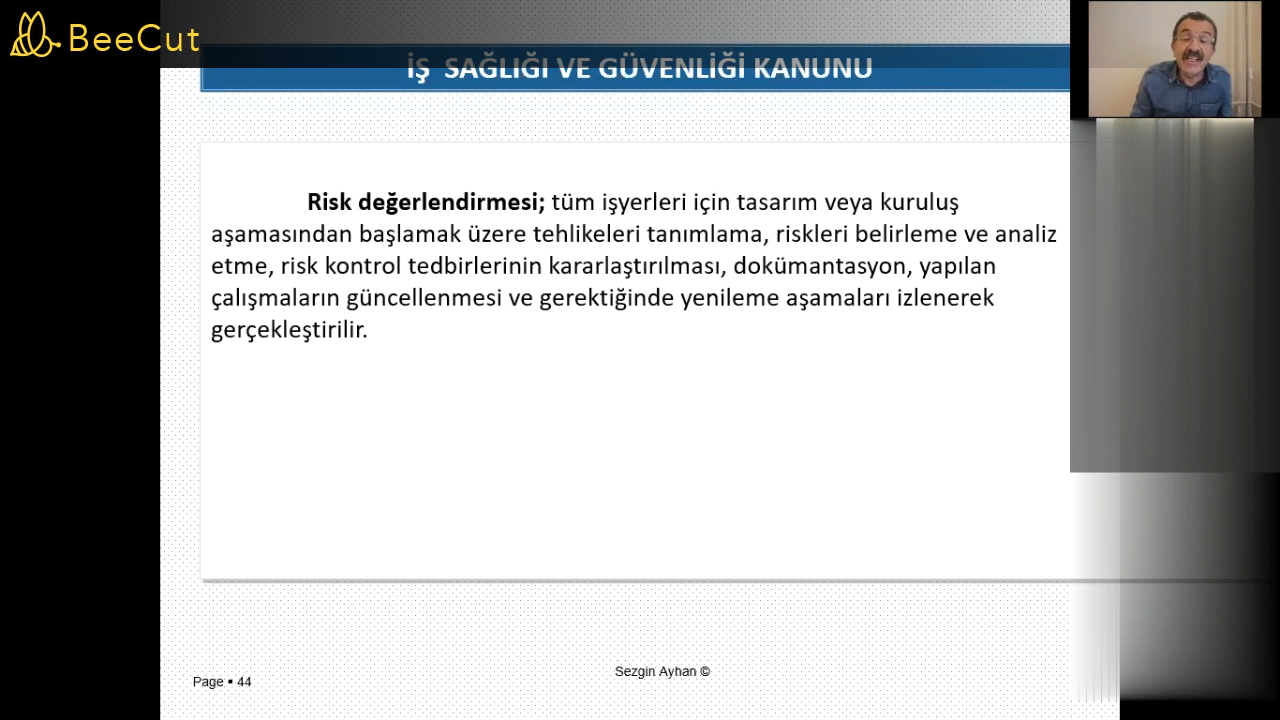 BeeCut
İŞ SAĞLIĞI VE GÜVENLİĞİ KANUNU
Risk değerlendirmesi; tüm işyerleri için tasarım veya kuruluş
aşamasından başlamak üzere tehlikeleri tanımlama, riskleri belirleme ve analiz
etme, risk kontrol tedbirlerinin kararlaştırılması, dokümantasyon, yapılan
çalışmaların güncellenmesi ve gerektiğinde yenileme aşamaları izlenerek
gerçekleştirilir.
Sezgin Ayhan ©
Page ▪ 44